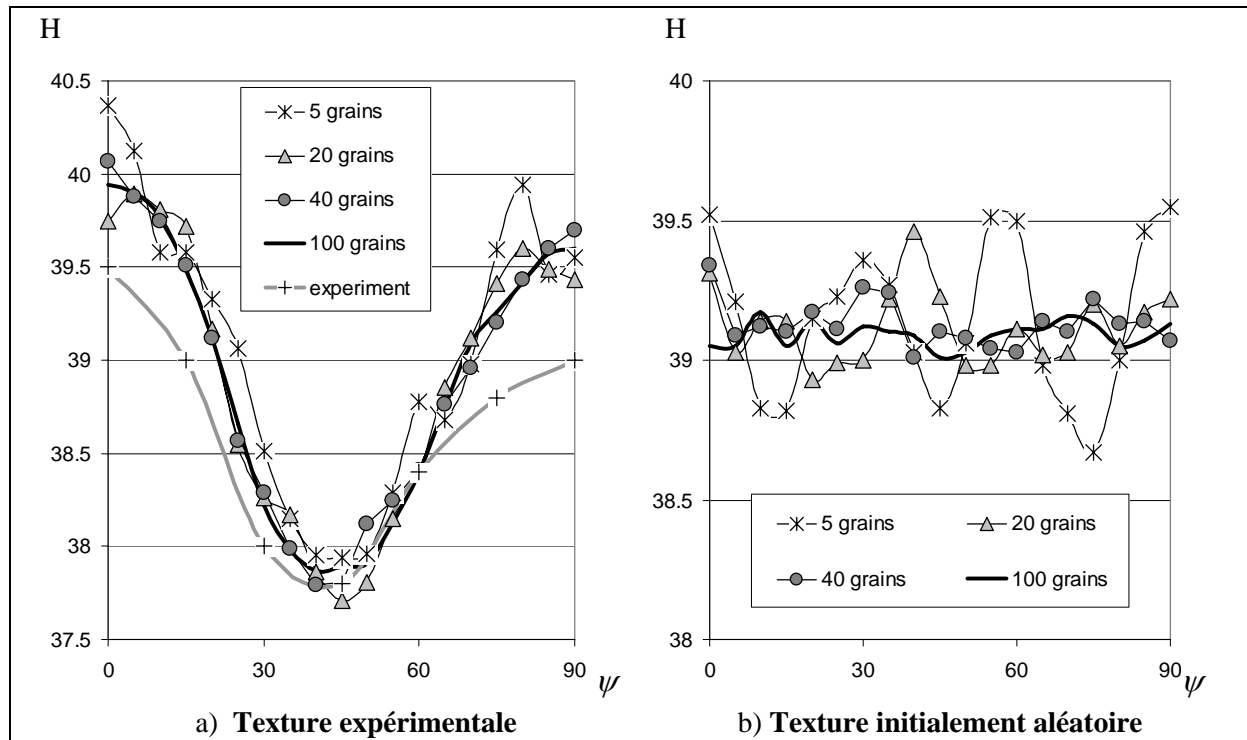 H
40.5
40
39.5
39
38.5
38
37.5
0
30
60
90
ψ
5 grains
20 grains
40 grains
100 grains
experiment
a) Texture expérimentale
H
40
39.5
39
38.5
38
0
30
60
90
ψ
5 grains
20 grains
40 grains
100 grains
b) Texture initialement aléatoire